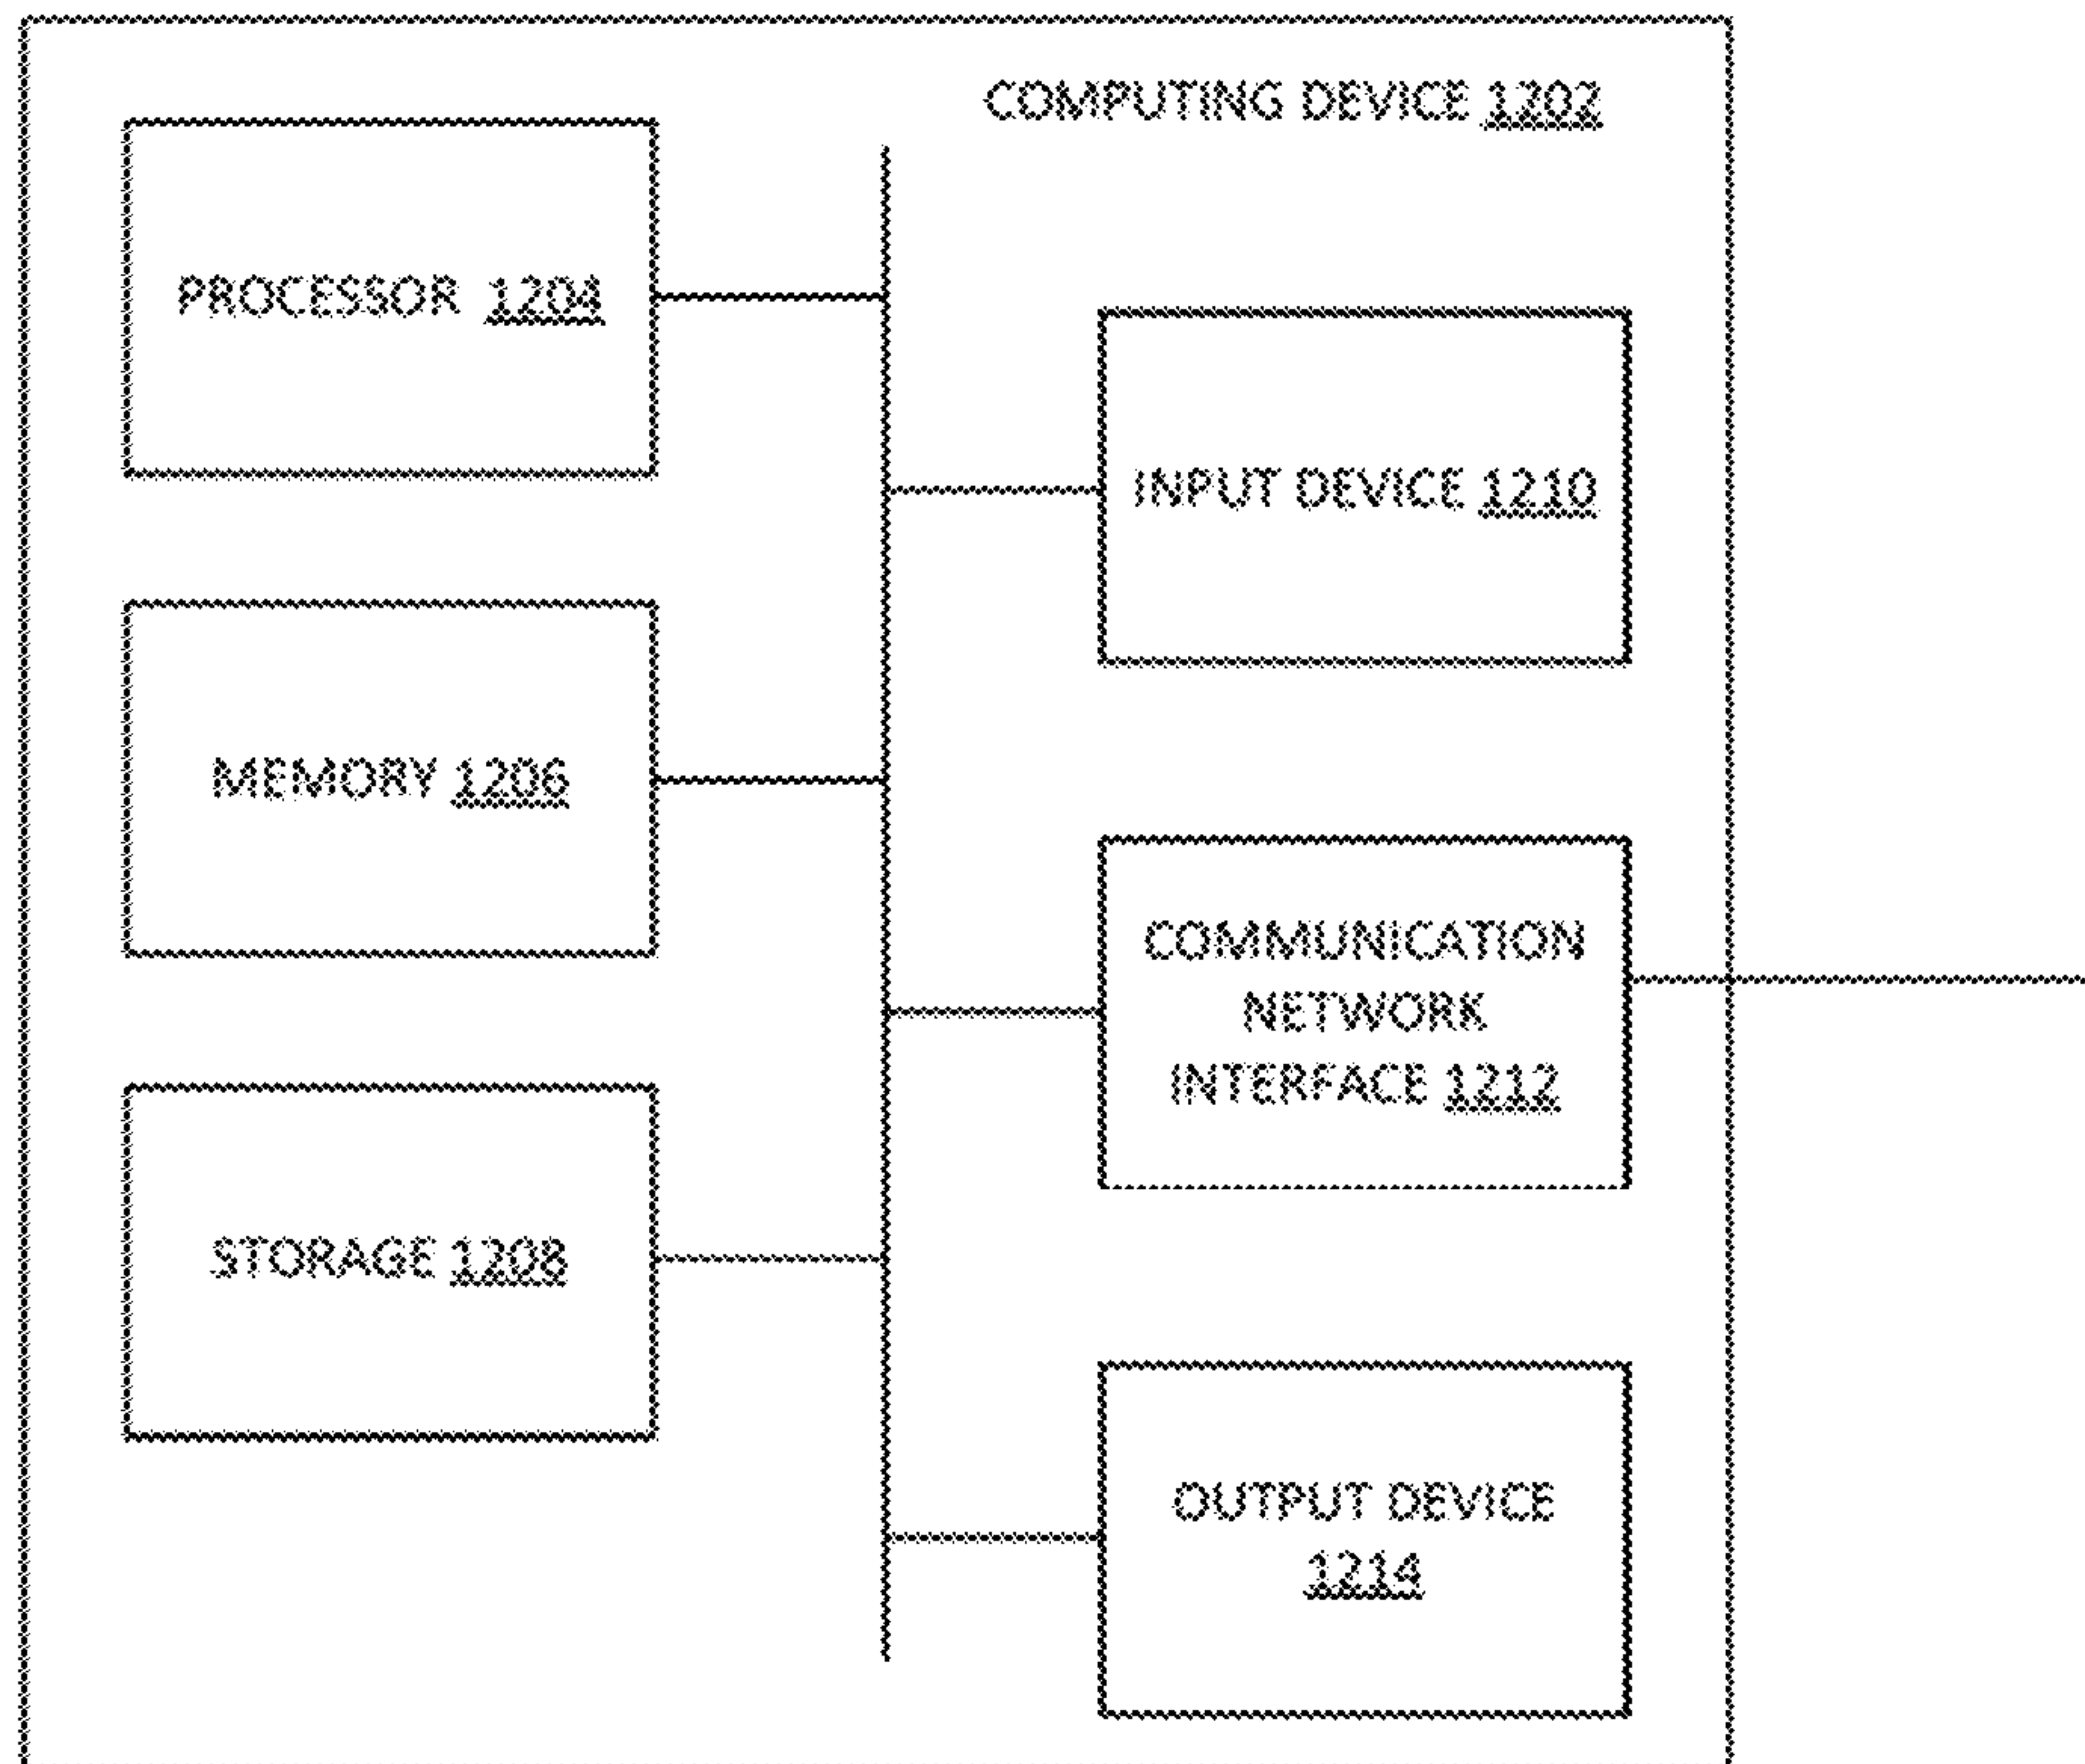 COMPUTING DEVICE 1202
PROCESSOR 1204
INPUT DEVICE 1210
MEMORY 1206
COMMUNICATION
NETWORK
INTERFACE 1212
STORAGE 1208
OUTPUT DEVICE
1214